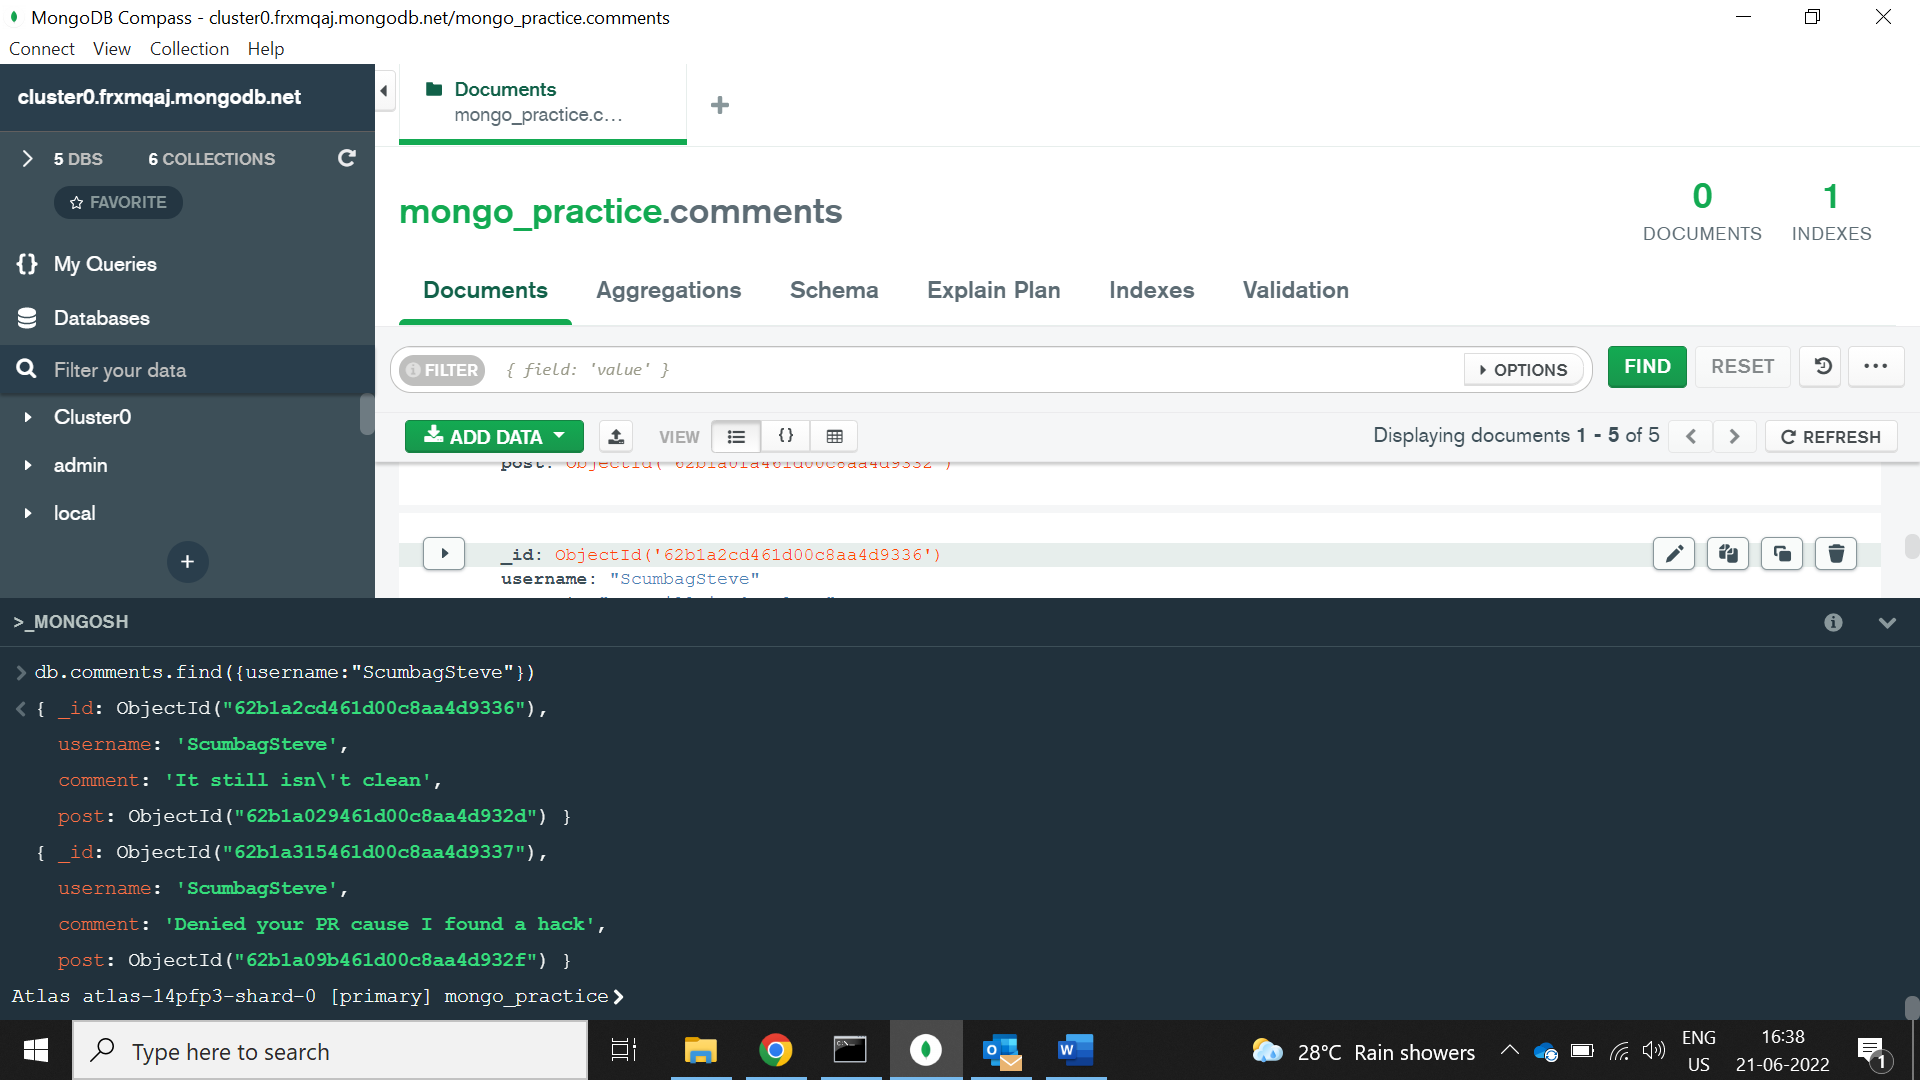 MongoDB Compass - cluster0.frxmqaj.mongodb.net/mongo_practice.comments
Connect View Collection Help
cluster0.frxmqaj.mongodb.net
5 DBS 6 COLLECTIONS
FAVORITE
My Queries
Databases
Filter your data
Cluster0
admin
local
+
Documents
mongo_practice.c...
+
mongo_practice.comments
0
DOCUMENTS
1
INDEXES
Documents Aggregations Schema Explain Plan Indexes Validation
FILTER { field: 'value' } OPTIONS FIND RESET ...
ADD DATA VIEW {} Displaying documents 1 - 5 of 5 REFRESH
post: ObjectId('62b1a01a461d00c8aa4d9332')
_id: ObjectId('62b1a2cd461d00c8aa4d9336')
username: "ScumbagSteve"
>_MONGOSH
> db.comments.find({username:"ScumbagSteve"})
< { _id: ObjectId("62b1a2cd461d00c8aa4d9336"),
username: 'ScumbagSteve',
comment: 'It still isn\'t clean',
post: ObjectId("62b1a029461d00c8aa4d932d") }
{ _id: ObjectId("62b1a315461d00c8aa4d9337"),
username: 'ScumbagSteve',
comment: 'Denied your PR cause I found a hack',
post: ObjectId("62b1a09b461d00c8aa4d932f") }
Atlas atlas-14pfp3-shard-0 [primary] mongo_practice>
Type here to search
28°C Rain showers
ENG
US
16:38
21-06-2022
1